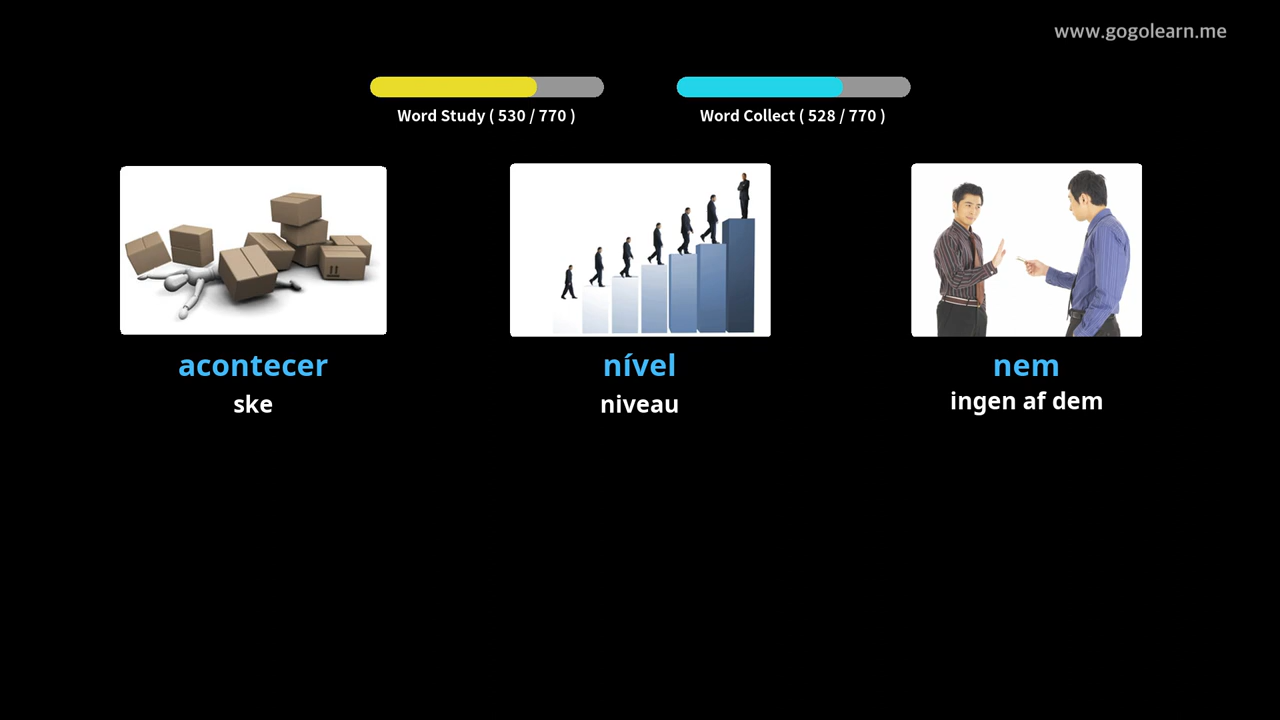 www.gogolearn.me
Word Study ( 530 / 770 )
Word Collect ( 528 / 770 )
acontecer
ske
nível
niveau
nem
ingen af dem